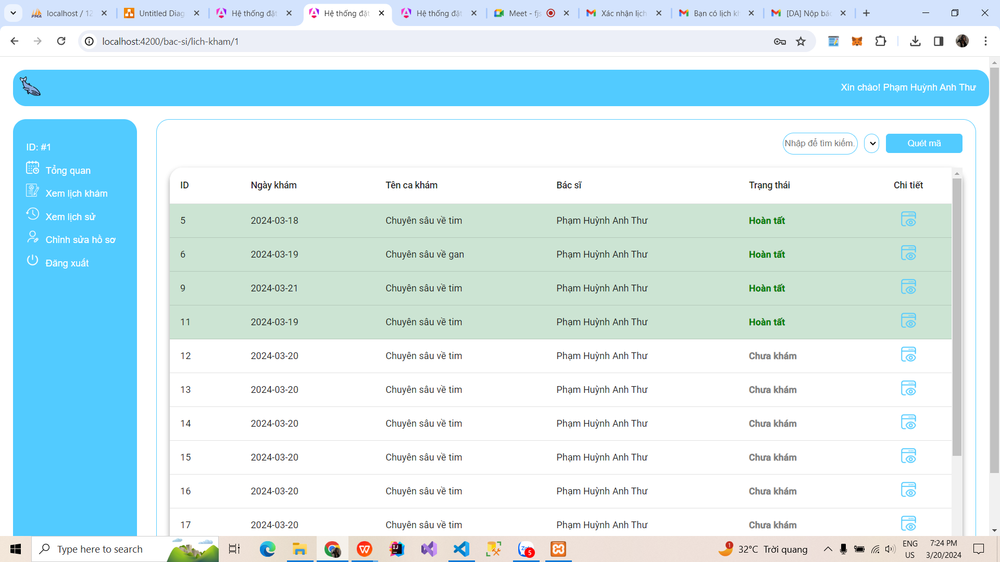 localhost / 12
Untitled Diag
Hệ thống đặt
Hệ thống đặt
Hệ thống đặt
Meet - fjs
Xác nhận lịch
Bạn có lịch kh
[DA] Nộp bác
localhost:4200/bac-si/lich-kham/1
Xin chào! Phạm Huỳnh Anh Thư
ID: #1
Tổng quan
Xem lịch khám
Xem lịch sử
Chỉnh sửa hồ sơ
Đăng xuất
Nhập để tìm kiếm.
Quét mã
ID Ngày khám Tên ca khám Bác sĩ Trạng thái Chi tiết
5 2024-03-18 Chuyên sâu về tim Phạm Huỳnh Anh Thư Hoàn tất
6 2024-03-19 Chuyên sâu về gan Phạm Huỳnh Anh Thư Hoàn tất
9 2024-03-21 Chuyên sâu về tim Phạm Huỳnh Anh Thư Hoàn tất
11 2024-03-19 Chuyên sâu về tim Phạm Huỳnh Anh Thư Hoàn tất
12 2024-03-20 Chuyên sâu về tim Phạm Huỳnh Anh Thư Chưa khám
13 2024-03-20 Chuyên sâu về tim Phạm Huỳnh Anh Thư Chưa khám
14 2024-03-20 Chuyên sâu về tim Phạm Huỳnh Anh Thư Chưa khám
15 2024-03-20 Chuyên sâu về tim Phạm Huỳnh Anh Thư Chưa khám
16 2024-03-20 Chuyên sâu về tim Phạm Huỳnh Anh Thư Chưa khám
17 2024-03-20 Chuyên sâu về tim Phạm Huỳnh Anh Thư Chưa khám
Type here to search
32°C Trời quang
ENG
US
7:24 PM
3/20/2024